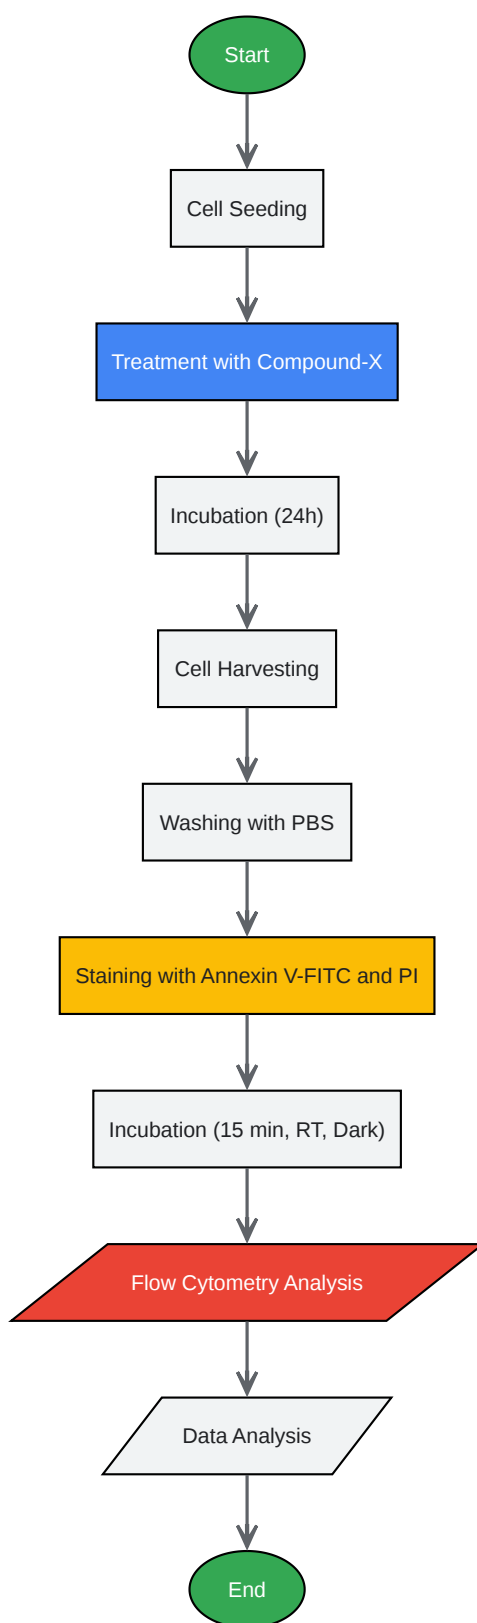 Start
Cell Seeding
Treatment with Compound-X
Incubation (24h)
Cell Harvesting
Washing with PBS
Staining with Annexin V-FITC and PI
Incubation (15 min, RT, Dark)
Flow Cytometry Analysis
Data Analysis
End